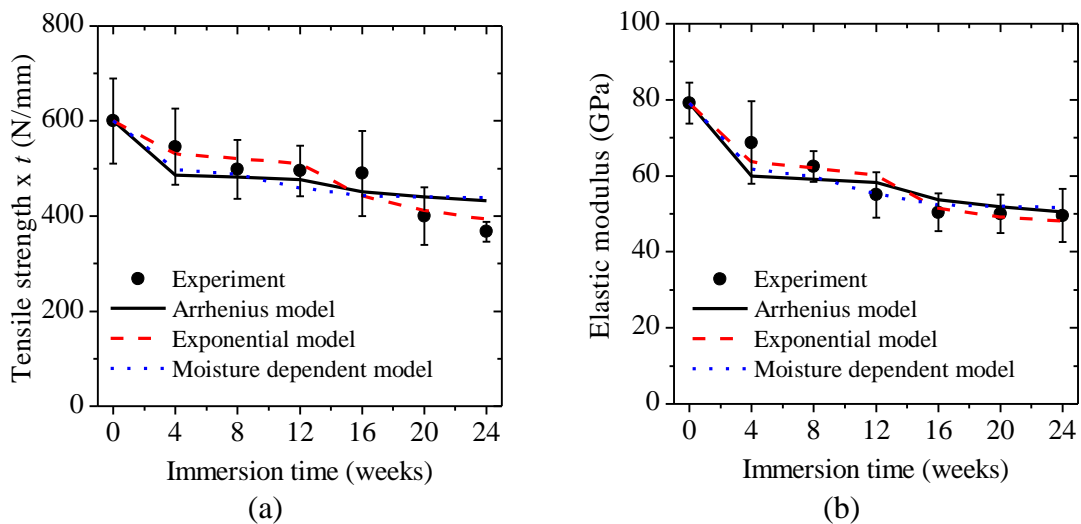 800
600
400
200
0
Tensile strength x t (N/mm)
Experiment
Arrhenius model
Exponential model
Moisture dependent model
0 4 8 12 16 20 24
Immersion time (weeks)
(a)
100
80
60
40
20
0
Elastic modulus (GPa)
Experiment
Arrhenius model
Exponential model
Moisture dependent model
0 4 8 12 16 20 24
Immersion time (weeks)
(b)